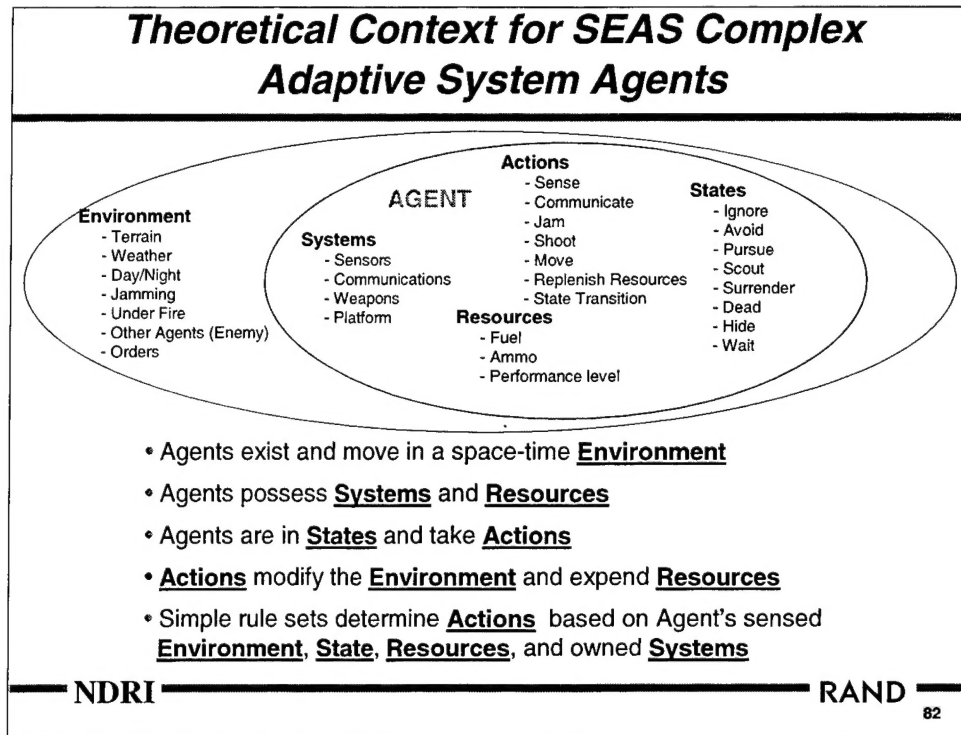 Theoretical Context for SEAS Complex
Adaptive System Agents
AGENT
Environment
- Terrain
- Weather
- Day/Night
- Jamming
- Under Fire
- Other Agents (Enemy)
- Orders
Systems
- Sensors
- Communications
- Weapons
- Platform
Actions
- Sense
- Communicate
- Jam
- Shoot
- Move
- Replenish Resources
- State Transition
Resources
- Fuel
- Ammo
- Performance level
States
- Ignore
- Avoid
- Pursue
- Scout
- Surrender
- Dead
- Hide
- Wait
• Agents exist and move in a space-time Environment
• Agents possess Systems and Resources
• Agents are in States and take Actions
• Actions modify the Environment and expend Resources
• Simple rule sets determine Actions based on Agent's sensed
Environment, State, Resources, and owned Systems
NDRI
RAND
82